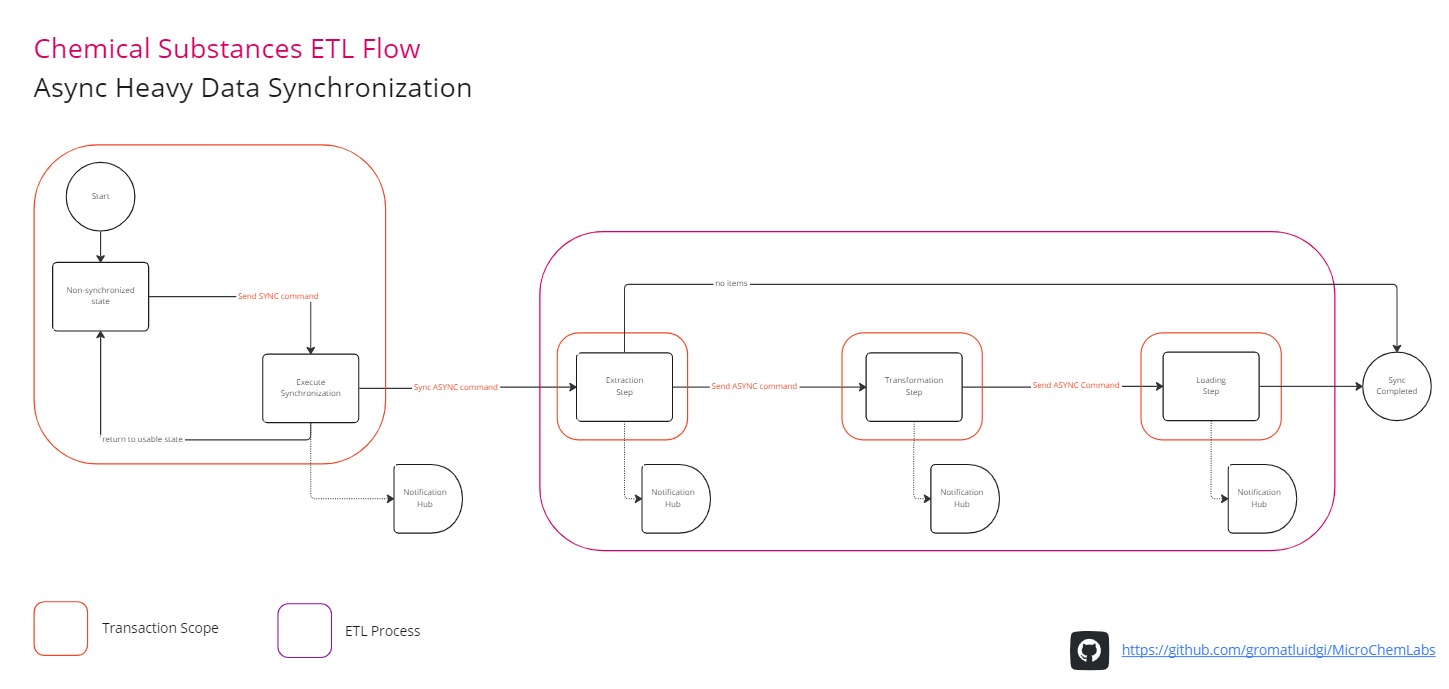 Chemical Substances ETL Flow
Async Heavy Data Synchronization
Start
Non-synchronized
state
Send SYNC command
Execute
Synchronization
return to usable state
Notification
Hub
Sync ASYNC command
no items
Extraction
Step
Send ASYNC command
Transformation
Step
Send ASYNC Command
Loading
Step
Sync
Completed
Notification
Hub
Notification
Hub
Notification
Hub
Transaction Scope
ETL Process
https://github.com/gromatluidgi/MicroChemLabs